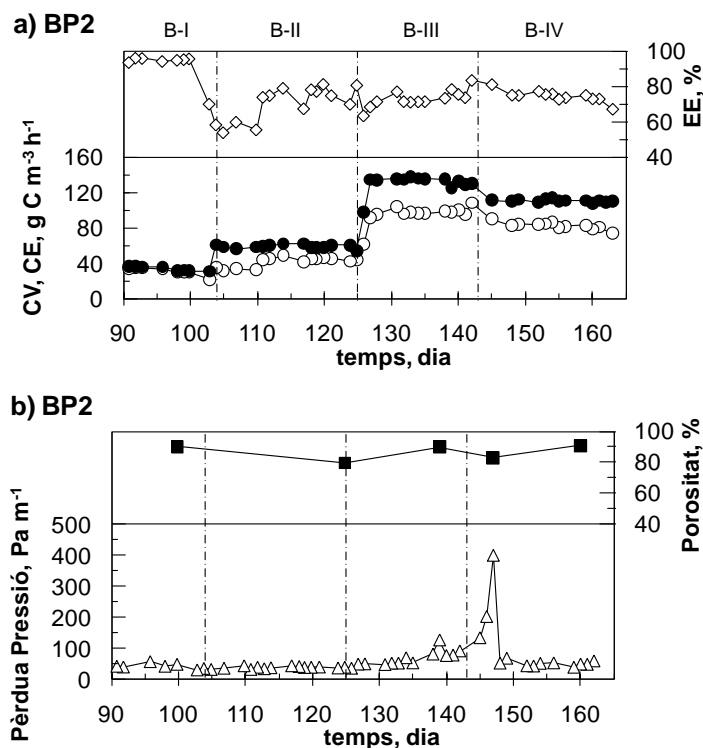 a) BP2
B-I B-II B-III B-IV
100
80
60
40
EE, %
160
120
80
40
0
CV, CE, g C m⁻³ h⁻¹
90 100 110 120 130 140 150 160
temps, dia
b) BP2
100
80
60
40
Porositat, %
500
400
300
200
100
0
Pèrdua Pressió, Pa m⁻¹
90 100 110 120 130 140 150 160
temps, dia